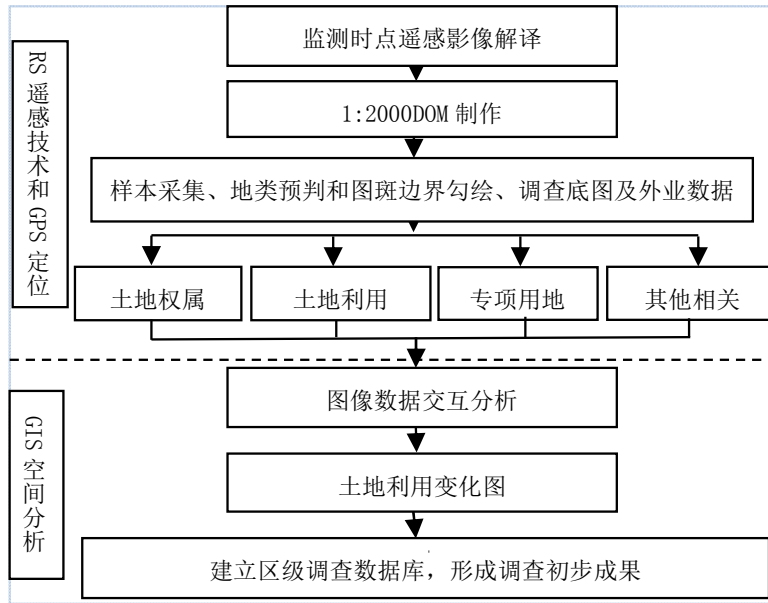 监测时点遥感影像解译
RS 遥感技术和 GPS 定位
1:2000DOM 制作
样本采集、地类预判和图斑边界勾绘、调查底图及外业数据
土地权属
土地利用
专项用地
其他相关
GIS 空间分析
图像数据交互分析
土地利用变化图
建立区级调查数据库，形成调查初步成果